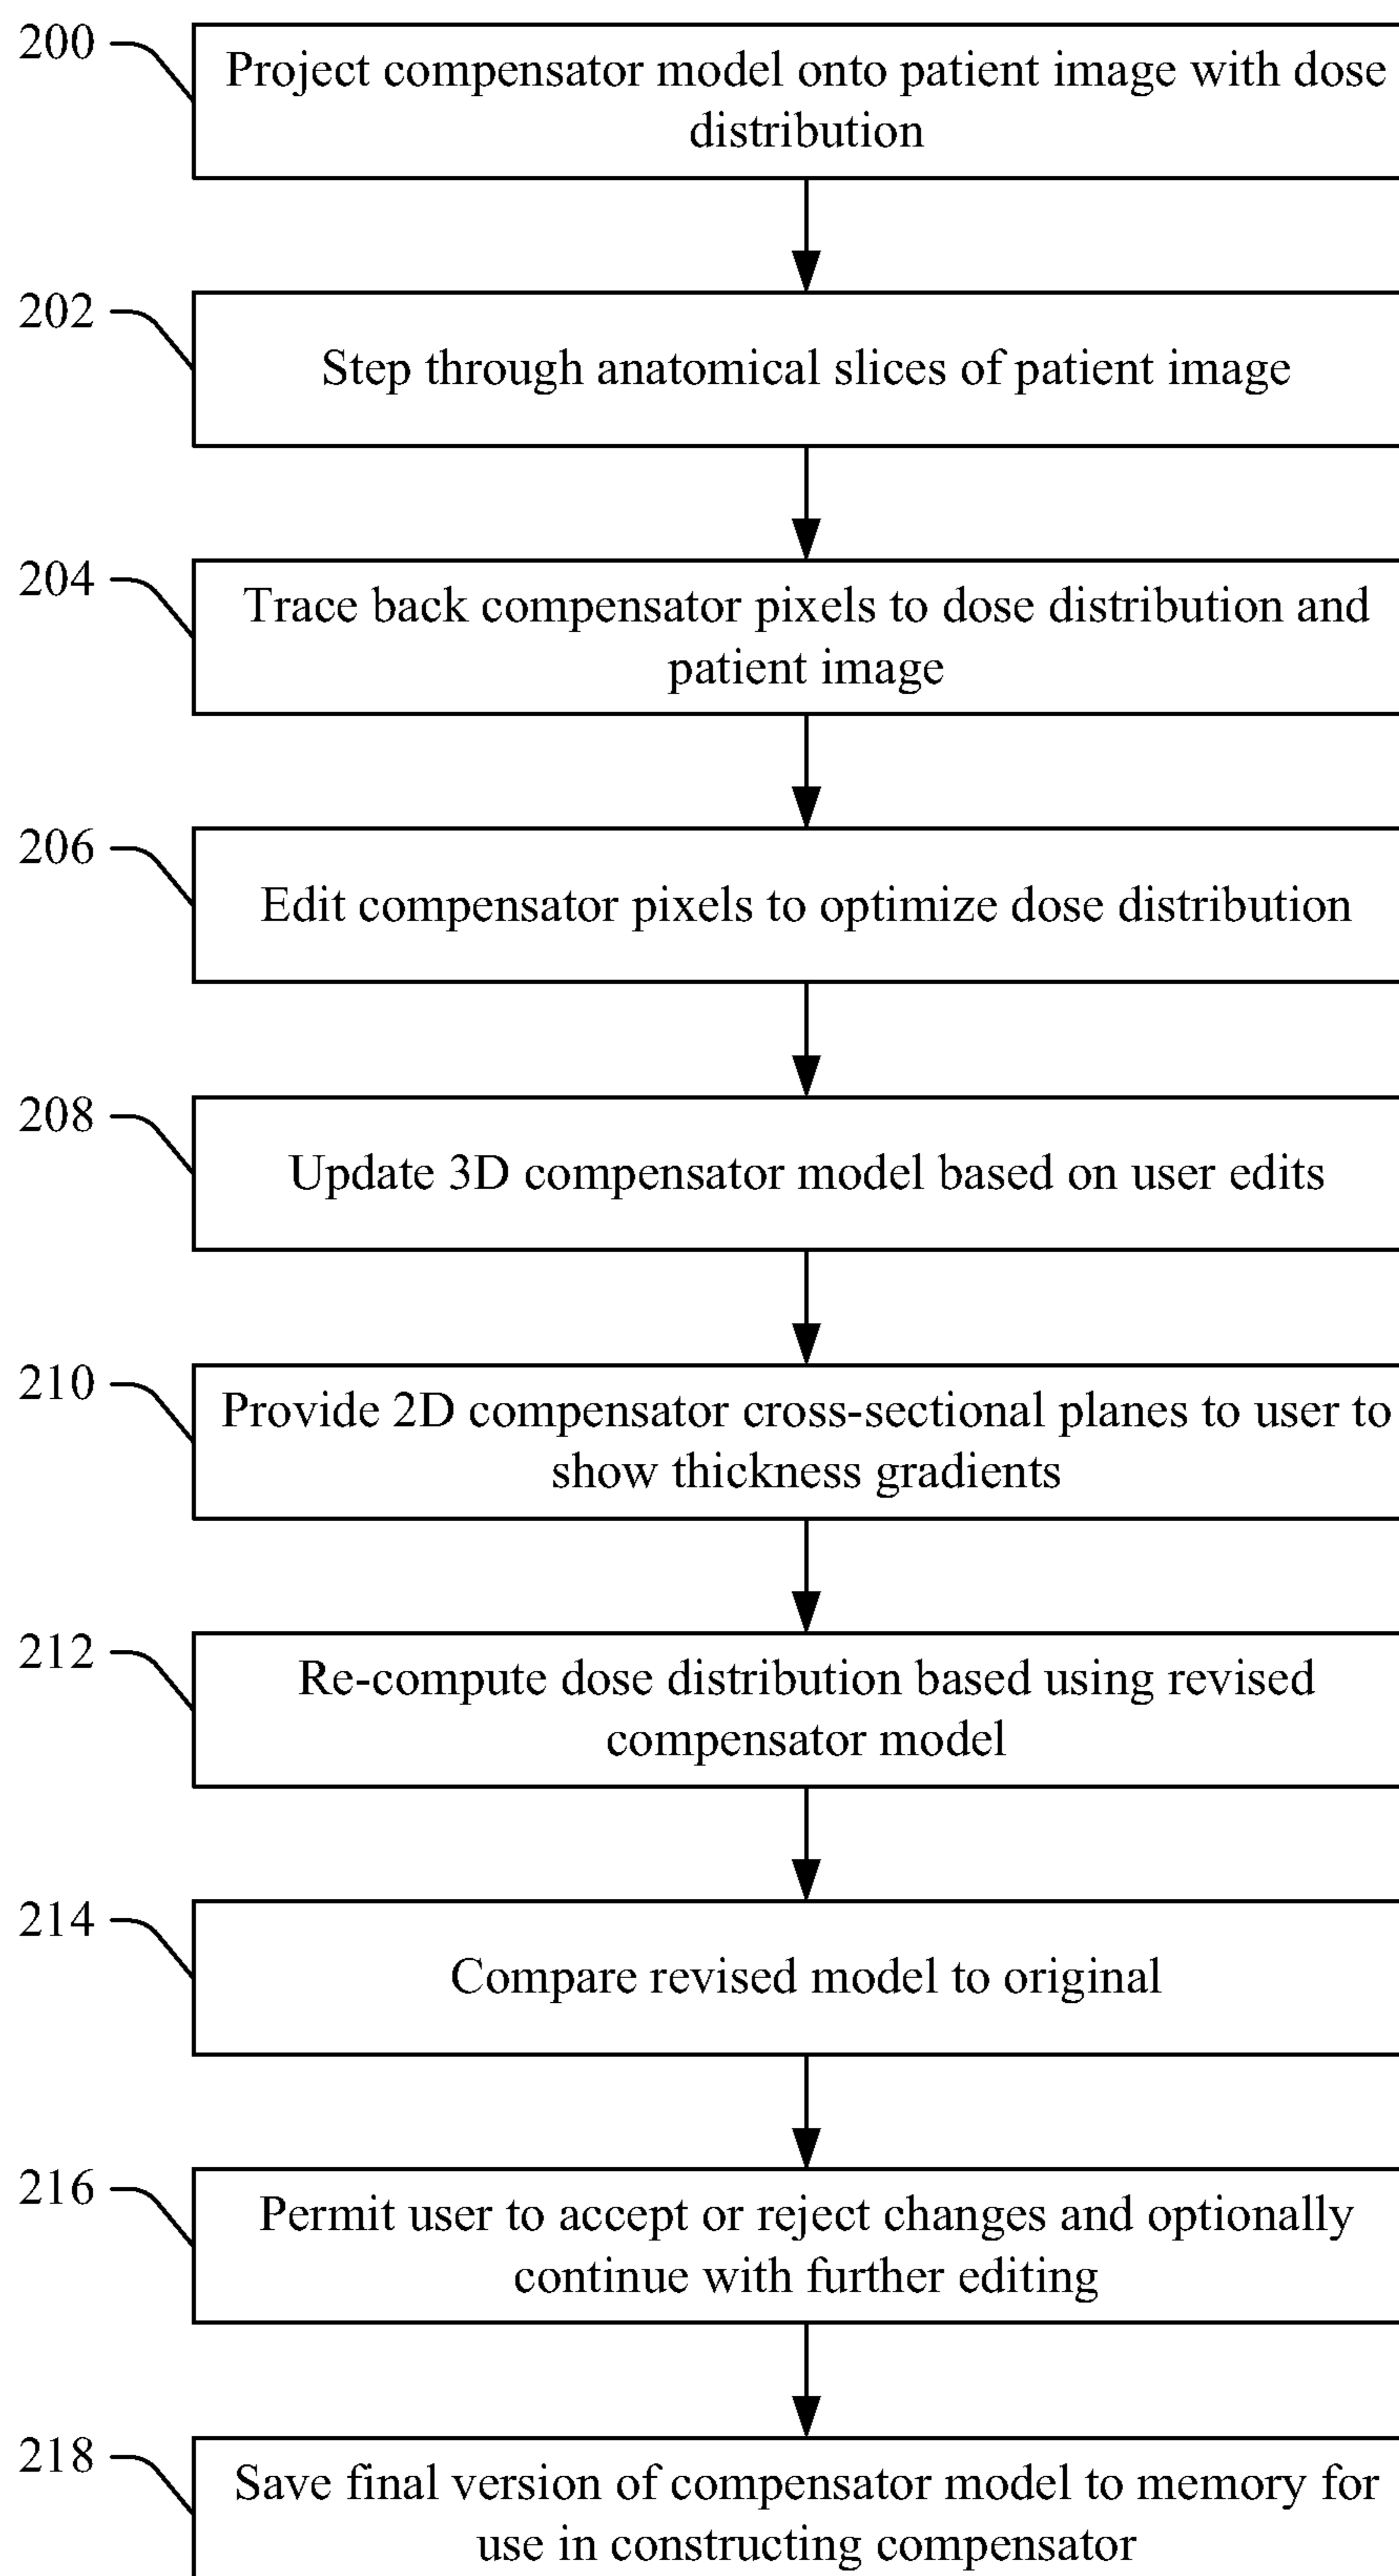 200
Project compensator model onto patient image with dose
distribution
202
Step through anatomical slices of patient image
204
Trace back compensator pixels to dose distribution and
patient image
206
Edit compensator pixels to optimize dose distribution
208
Update 3D compensator model based on user edits
210
Provide 2D compensator cross-sectional planes to user to
show thickness gradients
212
Re-compute dose distribution based using revised
compensator model
214
Compare revised model to original
216
Permit user to accept or reject changes and optionally
continue with further editing
218
Save final version of compensator model to memory for
use in constructing compensator